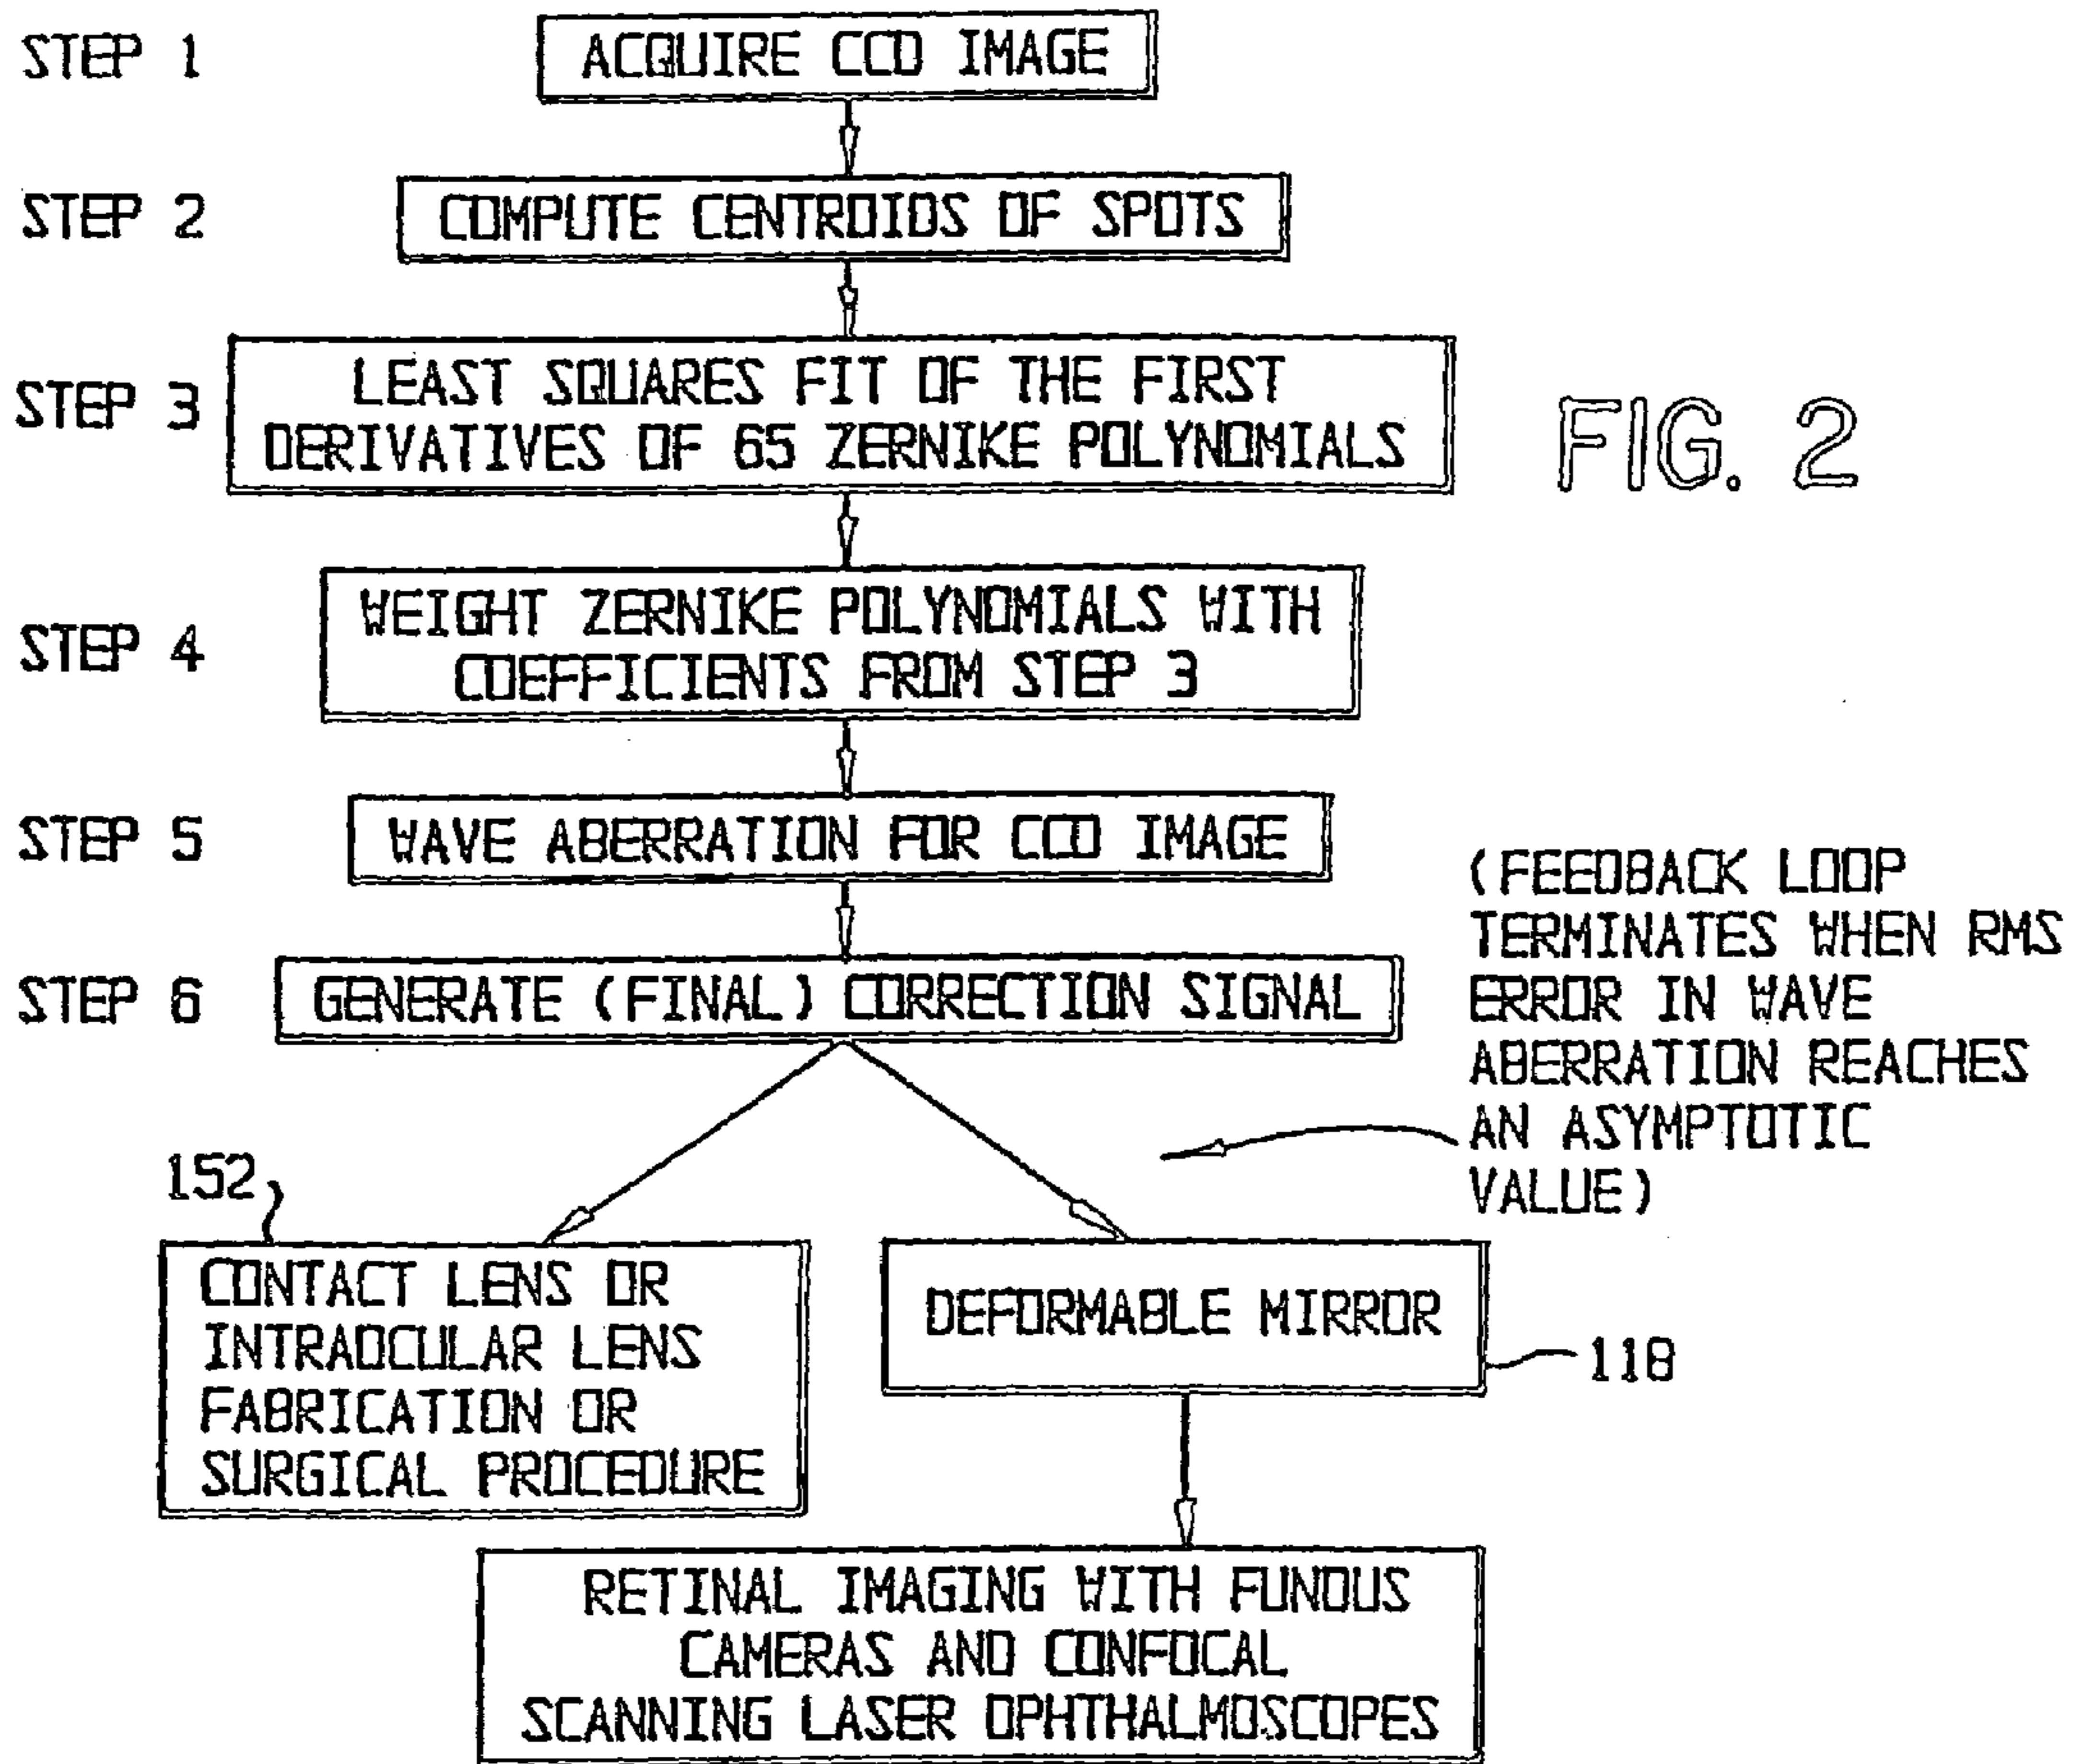 STEP 1
ACQUIRE CCD IMAGE
STEP 2
COMPUTE CENTROIDS OF SPOTS
STEP 3
LEAST SQUARES FIT OF THE FIRST
DERIVATIVES OF 65 ZERNIKE POLYNOMIALS
FIG. 2
STEP 4
WEIGHT ZERNIKE POLYNOMIALS WITH
COEFFICIENTS FROM STEP 3
STEP 5
WAVE ABERRATION FOR CCD IMAGE
STEP 6
GENERATE (FINAL) CORRECTION SIGNAL
(FEEDBACK LOOP
TERMINATES WHEN RMS
ERROR IN WAVE
ABERRATION REACHES
AN ASYMPTOTIC
VALUE)
152
CONTACT LENS OR
INTRAOCULAR LENS
FABRICATION OR
SURGICAL PROCEDURE
DEFORMABLE MIRROR
118
RETINAL IMAGING WITH FUNDUS
CAMERAS AND CONFOCAL
SCANNING LASER OPHTHALMOSCOPES